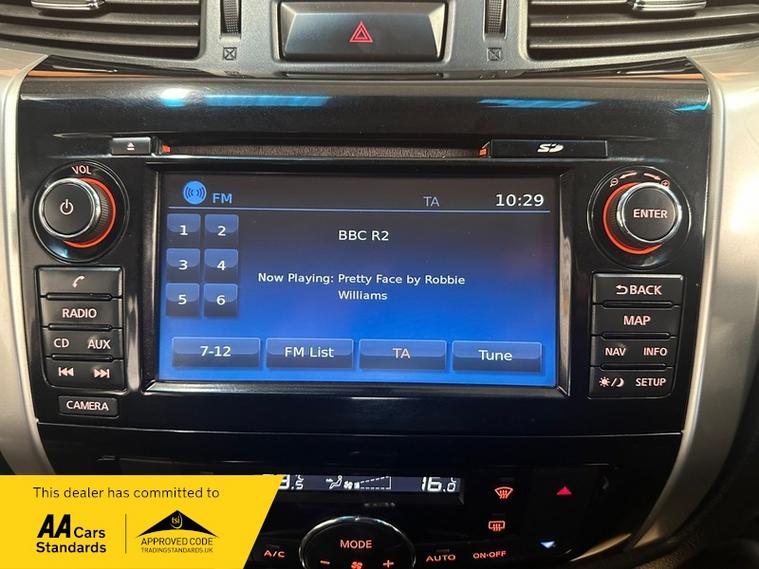 VOL
SD
FM TA 10:29
ENTER
1 2
3 4
5 6
BBC R2
Now Playing: Pretty Face by Robbie
Williams
7-12 FM List TA Tune
RADIO
CD AUX
CAMERA
BACK
MAP
NAV INFO
SETUP
16.0
MODE
A/C
AUTO ON·OFF
This dealer has committed to
AA Cars
Standards
tsi
APPROVED CODE
TRADINGSTANDARDS.UK